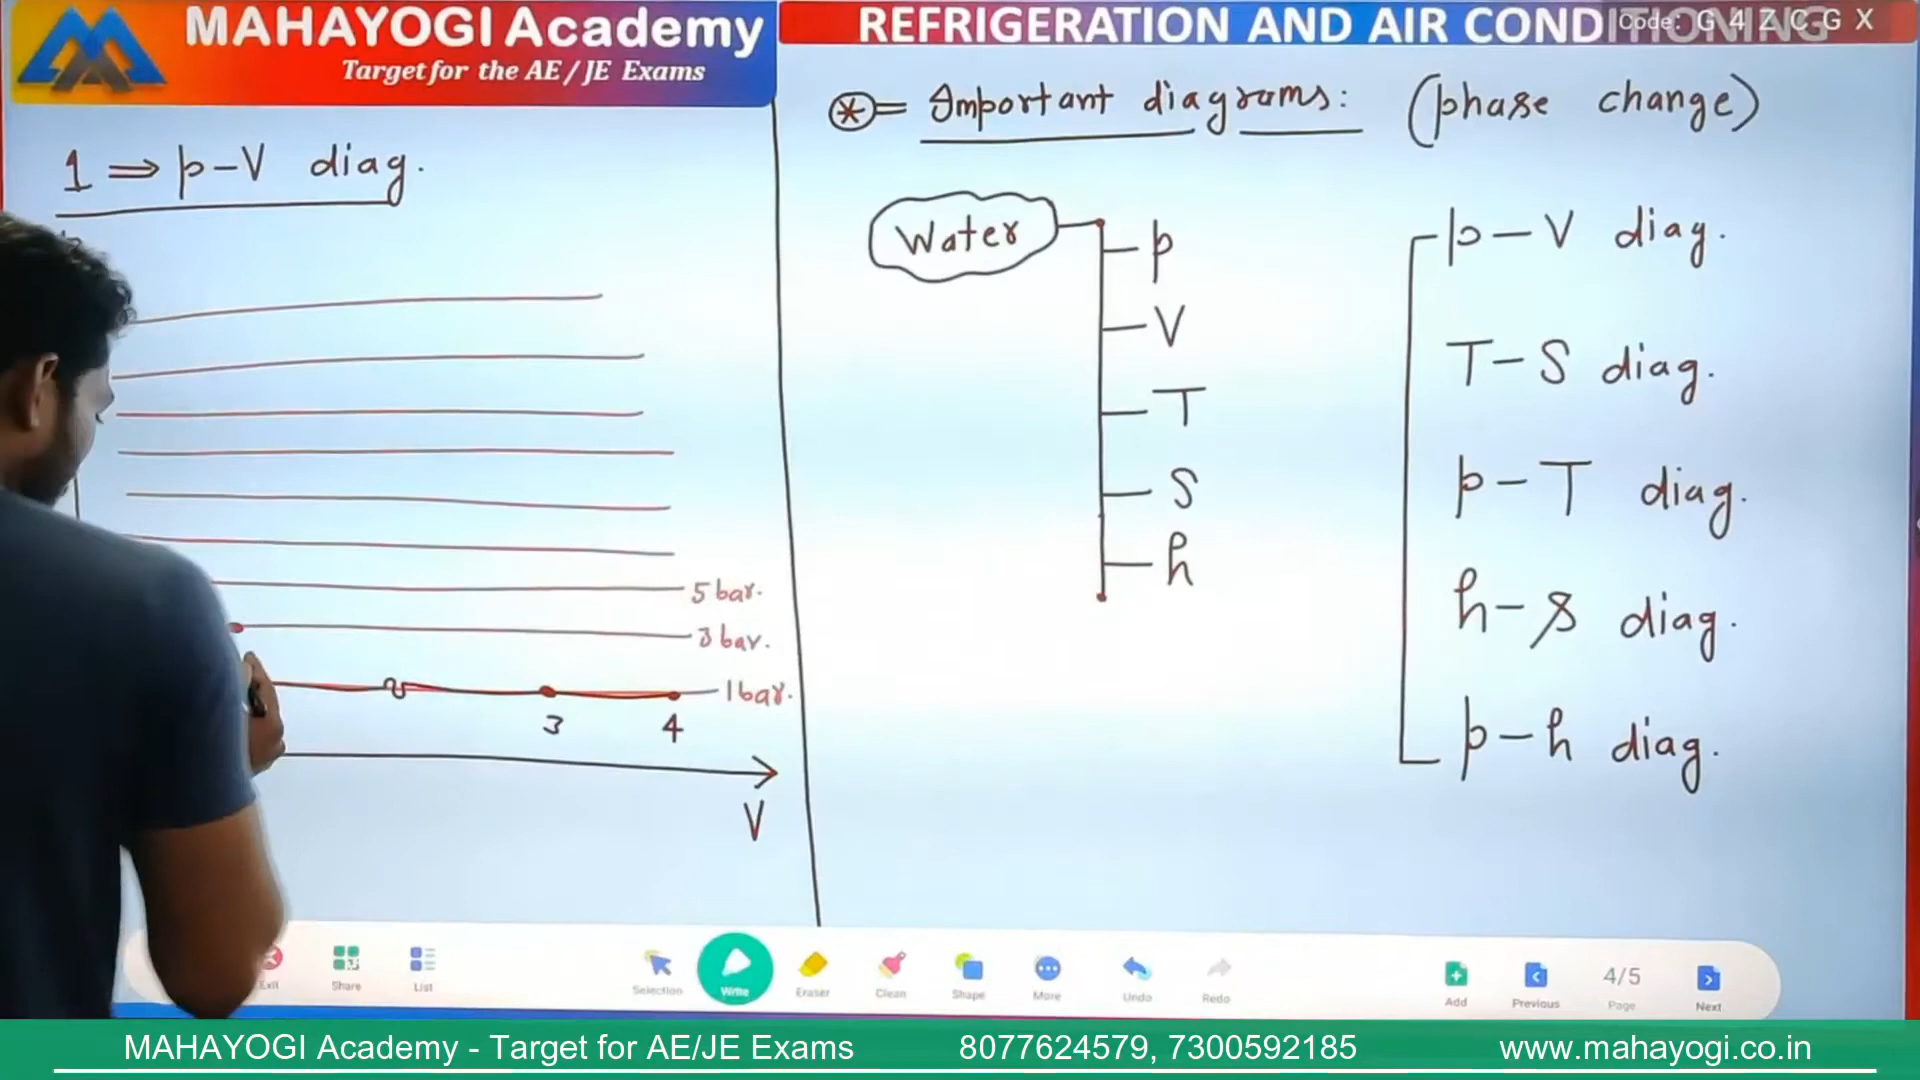 MAHAYOGI Academy
Target for the AE / JE Exams
REFRIGERATION AND AIR CONDITIONING
Code: G 4 Z C G X
1 ⇒ p-V diag.
5 bar.
3 bar.
1 bar.
3
4
V
* = Important diagrams: (phase change)
Water
p
V
T
S
h
p-V diag.
T-S diag.
p-T diag.
h-s diag.
p-h diag.
Exit
Share
List
Selection
Write
Eraser
Clean
Shape
More
Undo
Redo
Add
Previous
4/5
Page
Next
MAHAYOGI Academy - Target for AE/JE Exams
8077624579, 7300592185
www.mahayogi.co.in